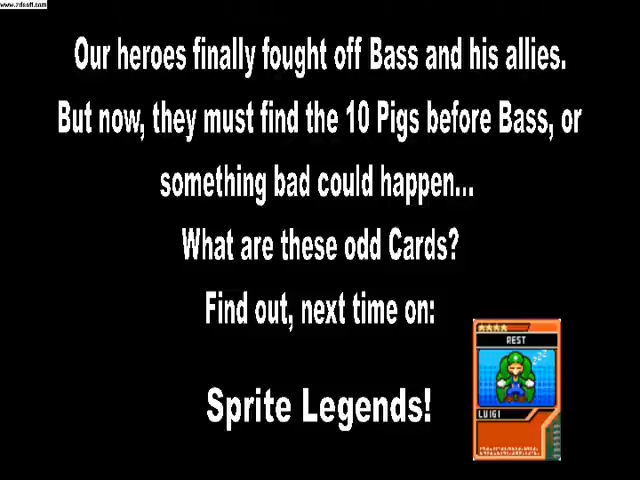 www.zdsoft.com
Our heroes finally fought off Bass and his allies.
But now, they must find the 10 Pigs before Bass, or
something bad could happen...
What are these odd Cards?
Find out, next time on:
REST
zzz
LUIGI
Sprite Legends!